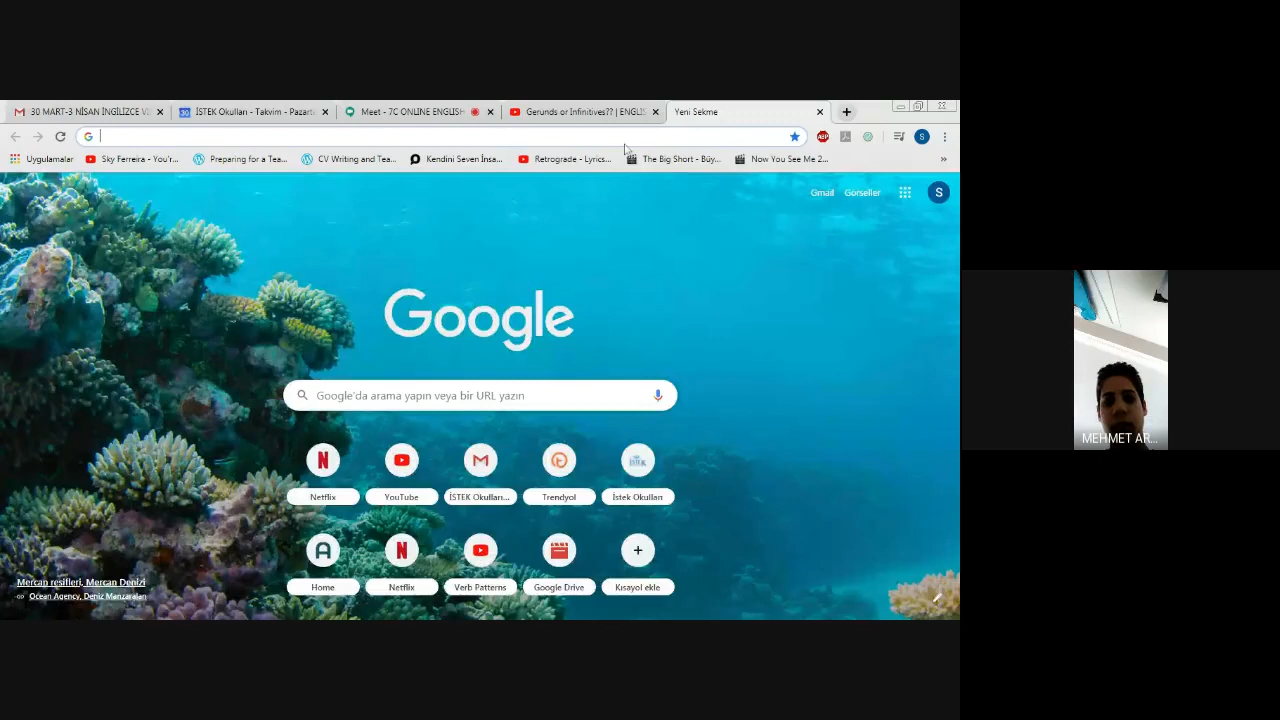 30 MART-3 NİSAN İNGİLİZCE Vİ
İSTEK Okulları - Takvim - Pazart
Meet - 7C ONLINE ENGLISH
Gerunds or Infinitives?? | ENGLIS
Yeni Sekme
Uygulamalar
Sky Ferreira - You'r...
Preparing for a Tea...
CV Writing and Tea...
Kendini Seven İnsa...
Retrograde - Lyrics...
The Big Short - Büy...
Now You See Me 2...
Gmail
Görseller
S
Google
Google'da arama yapın veya bir URL yazın
Netflix
YouTube
İSTEK Okulları...
Trendyol
İstek Okulları
Home
Netflix
Verb Patterns
Google Drive
Kısayol ekle
Mercan resifleri, Mercan Denizi
Ocean Agency, Deniz Manzaraları
MEHMET AR...